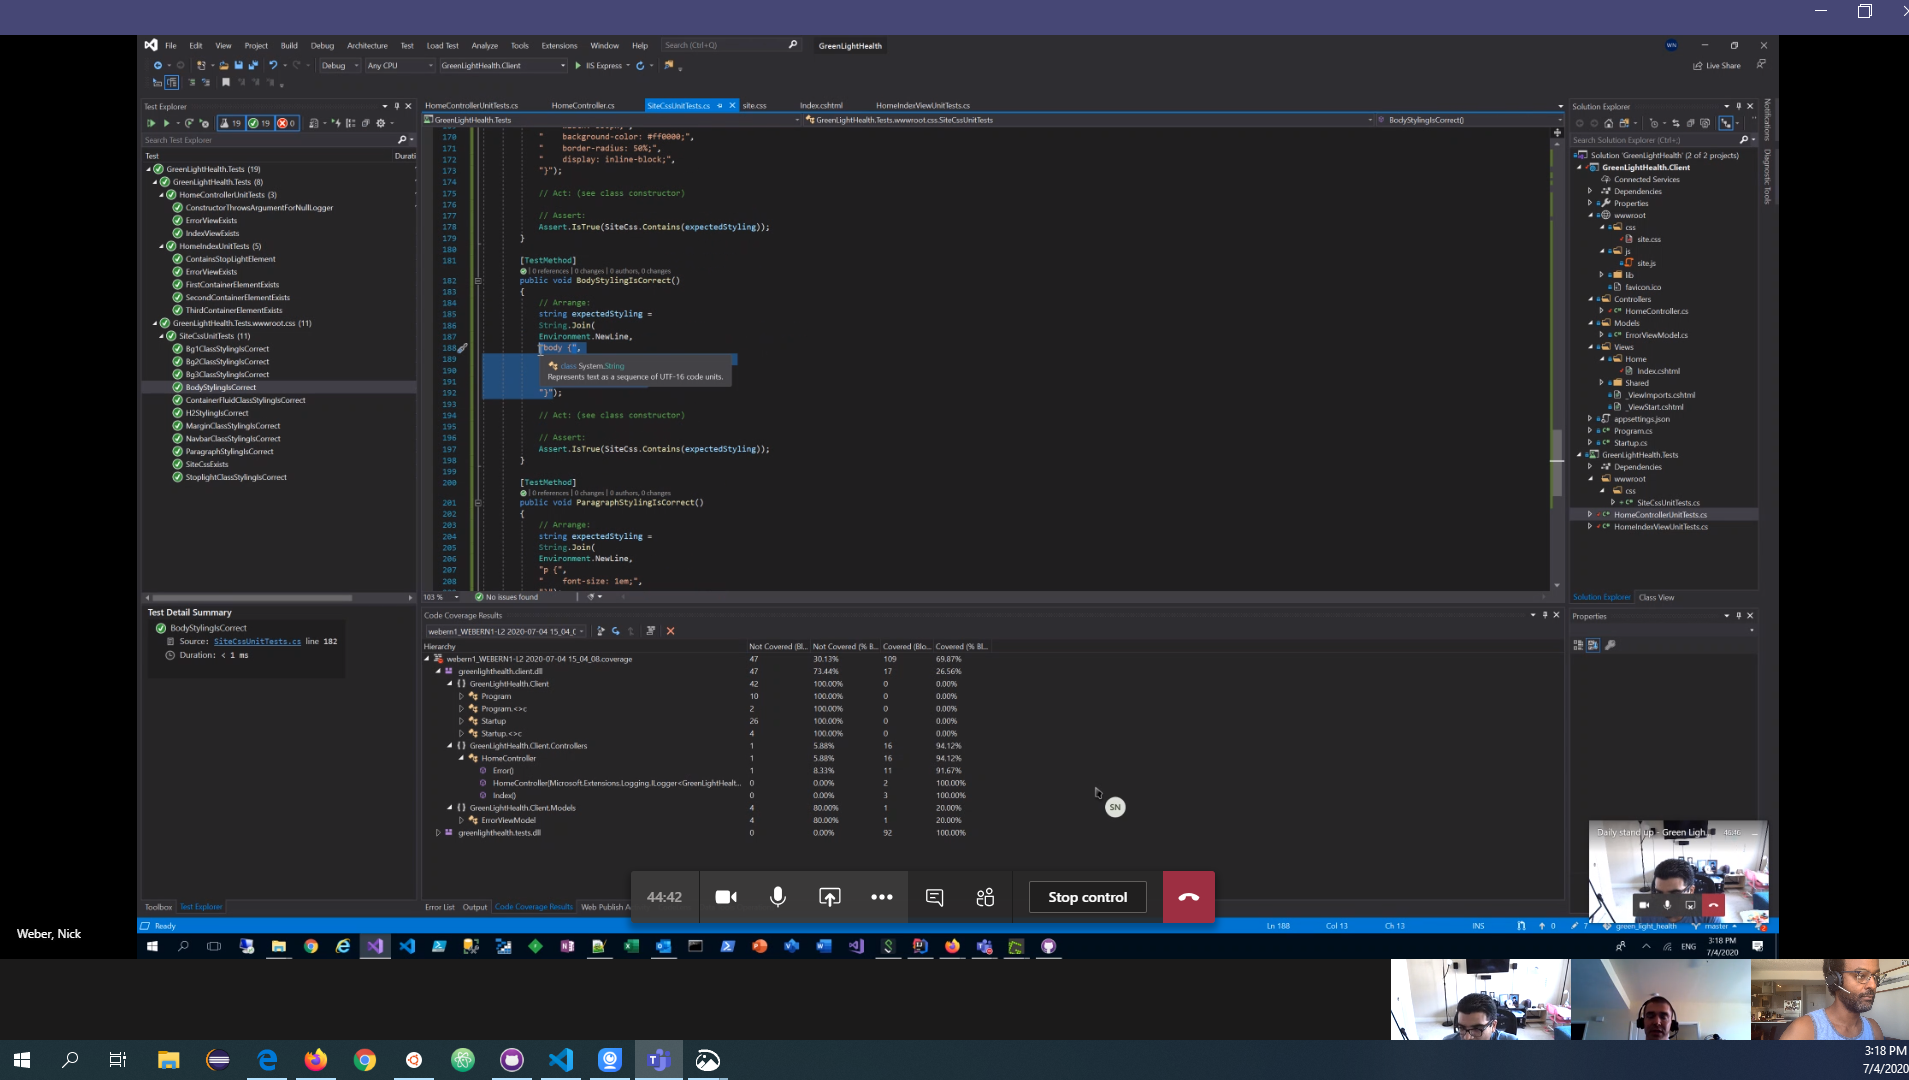 File Edit View Project Build Debug Architecture Test Load Test Analyze Tools Extensions Window Help Search (Ctrl+Q) GreenLightHealth WN
Debug Any CPU GreenLightHealth.Client IIS Express Live Share
Test Explorer
19 19 0
Search Test Explorer
Test Durati
GreenLightHealth.Tests (19)
GreenLightHealth.Tests (8)
HomeControllerUnitTests (3)
ConstructorThrowsArgumentForNullLogger
ErrorViewExists
IndexViewExists
HomeIndexUnitTests (5)
ContainsStopLightElement
ErrorViewExists
FirstContainerElementExists
SecondContainerElementExists
ThirdContainerElementExists
GreenLightHealth.Tests.wwwroot.css (11)
SiteCssUnitTests (11)
Bg1ClassStylingIsCorrect
Bg2ClassStylingIsCorrect
Bg3ClassStylingIsCorrect
BodyStylingIsCorrect
ContainerFluidClassStylingIsCorrect
H2StylingIsCorrect
MarginClassStylingIsCorrect
NavbarClassStylingIsCorrect
ParagraphStylingIsCorrect
SiteCssExists
StoplightClassStylingIsCorrect
Test Detail Summary
BodyStylingIsCorrect
Source: SiteCssUnitTests.cs line 182
Duration: < 1 ms
Toolbox Test Explorer
HomeControllerUnitTests.cs HomeController.cs SiteCssUnitTests.cs site.css Index.cshtml HomeIndexViewUnitTests.cs
GreenLightHealth.Tests GreenLightHealth.Tests.wwwroot.css.SiteCssUnitTests BodyStylingIsCorrect()
170 " background-color: #ff0000;",
171 " border-radius: 50%;",
172 " display: inline-block;",
173 "}");
174
175 // Act: (see class constructor)
176
177 // Assert:
178 Assert.IsTrue(SiteCss.Contains(expectedStyling));
179 }
180
181 [TestMethod]
0 references | 0 changes | 0 authors, 0 changes
182 public void BodyStylingIsCorrect()
183 {
184 // Arrange:
185 string expectedStyling =
186 String.Join(
187 Environment.NewLine,
188 "body {",
189
190 class System.String
191 Represents text as a sequence of UTF-16 code units.
192 "}");
193
194 // Act: (see class constructor)
195
196 // Assert:
197 Assert.IsTrue(SiteCss.Contains(expectedStyling));
198 }
199
200 [TestMethod]
0 references | 0 changes | 0 authors, 0 changes
201 public void ParagraphStylingIsCorrect()
202 {
203 // Arrange:
204 string expectedStyling =
205 String.Join(
206 Environment.NewLine,
207 "p {",
208 " font-size: 1em;",
103 % No issues found
Code Coverage Results
webern1_WEBERN1-L2 2020-07-04 15_04_(
Hierarchy Not Covered (Bl... Not Covered (% B... Covered (Blo... Covered (% Bl...
webern1_WEBERN1-L2 2020-07-04 15_04_08.coverage 47 30.13% 109 69.87%
greenlighthealth.client.dll 47 73.44% 17 26.56%
GreenLightHealth.Client 42 100.00% 0 0.00%
Program 10 100.00% 0 0.00%
Program.<>c 2 100.00% 0 0.00%
Startup 26 100.00% 0 0.00%
Startup.<>c 4 100.00% 0 0.00%
GreenLightHealth.Client.Controllers 1 5.88% 16 94.12%
HomeController 1 5.88% 16 94.12%
Error() 1 8.33% 11 91.67%
HomeController(Microsoft.Extensions.Logging.ILogger<GreenLightHealt... 0 0.00% 2 100.00%
Index() 0 0.00% 3 100.00%
GreenLightHealth.Client.Models 4 80.00% 1 20.00%
ErrorViewModel 4 80.00% 1 20.00%
greenlighthealth.tests.dll 0 0.00% 92 100.00%
SN
Error List Output Code Coverage Results Web Publish A
Solution Explorer
Search Solution Explorer (Ctrl+;)
Solution 'GreenLightHealth' (2 of 2 projects)
GreenLightHealth.Client
Connected Services
Dependencies
Properties
wwwroot
css
site.css
js
site.js
lib
favicon.ico
Controllers
HomeController.cs
Models
ErrorViewModel.cs
Views
Home
Index.cshtml
Shared
_ViewImports.cshtml
_ViewStart.cshtml
appsettings.json
Program.cs
Startup.cs
GreenLightHealth.Tests
Dependencies
wwwroot
css
SiteCssUnitTests.cs
HomeControllerUnitTests.cs
HomeIndexViewUnitTests.cs
Solution Explorer Class View
Properties
Notifications
Diagnostic Tools
Daily stand up - Green Ligh... 46:46
44:42 Stop control
Ready Ln 188 Col 13 Ch 13 INS 0 7 green_light_health master
Weber, Nick
ENG 3:18 PM
7/4/2020
3:18 PM
7/4/2020